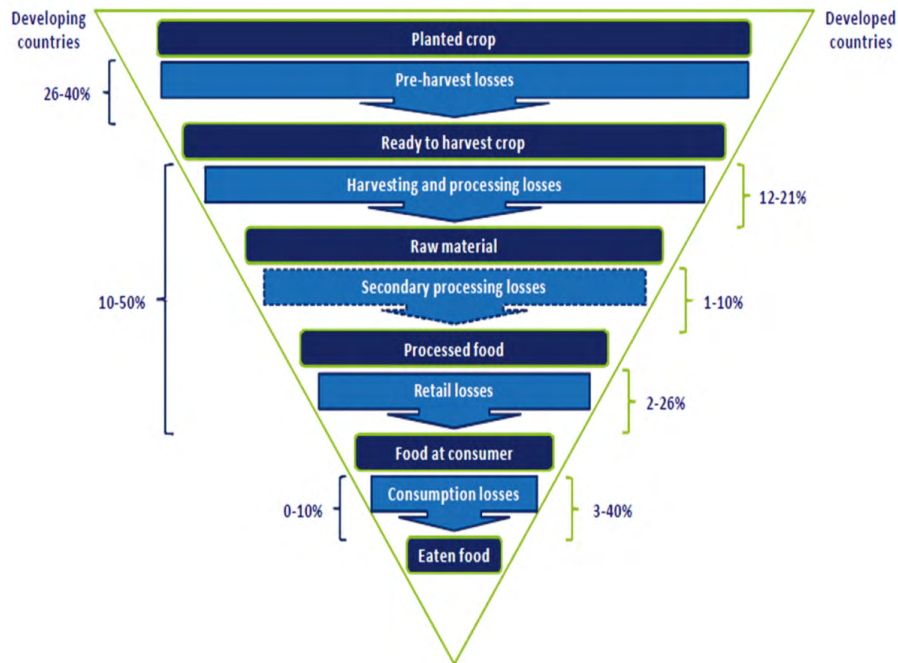 Developing
countries
Developed
countries
Planted crop
Pre-harvest losses
26-40%
Ready to harvest crop
Harvesting and processing losses
12-21%
Raw material
Secondary processing losses
10-50%
1-10%
Processed food
Retail losses
2-26%
Food at consumer
Consumption losses
0-10%
3-40%
Eaten food